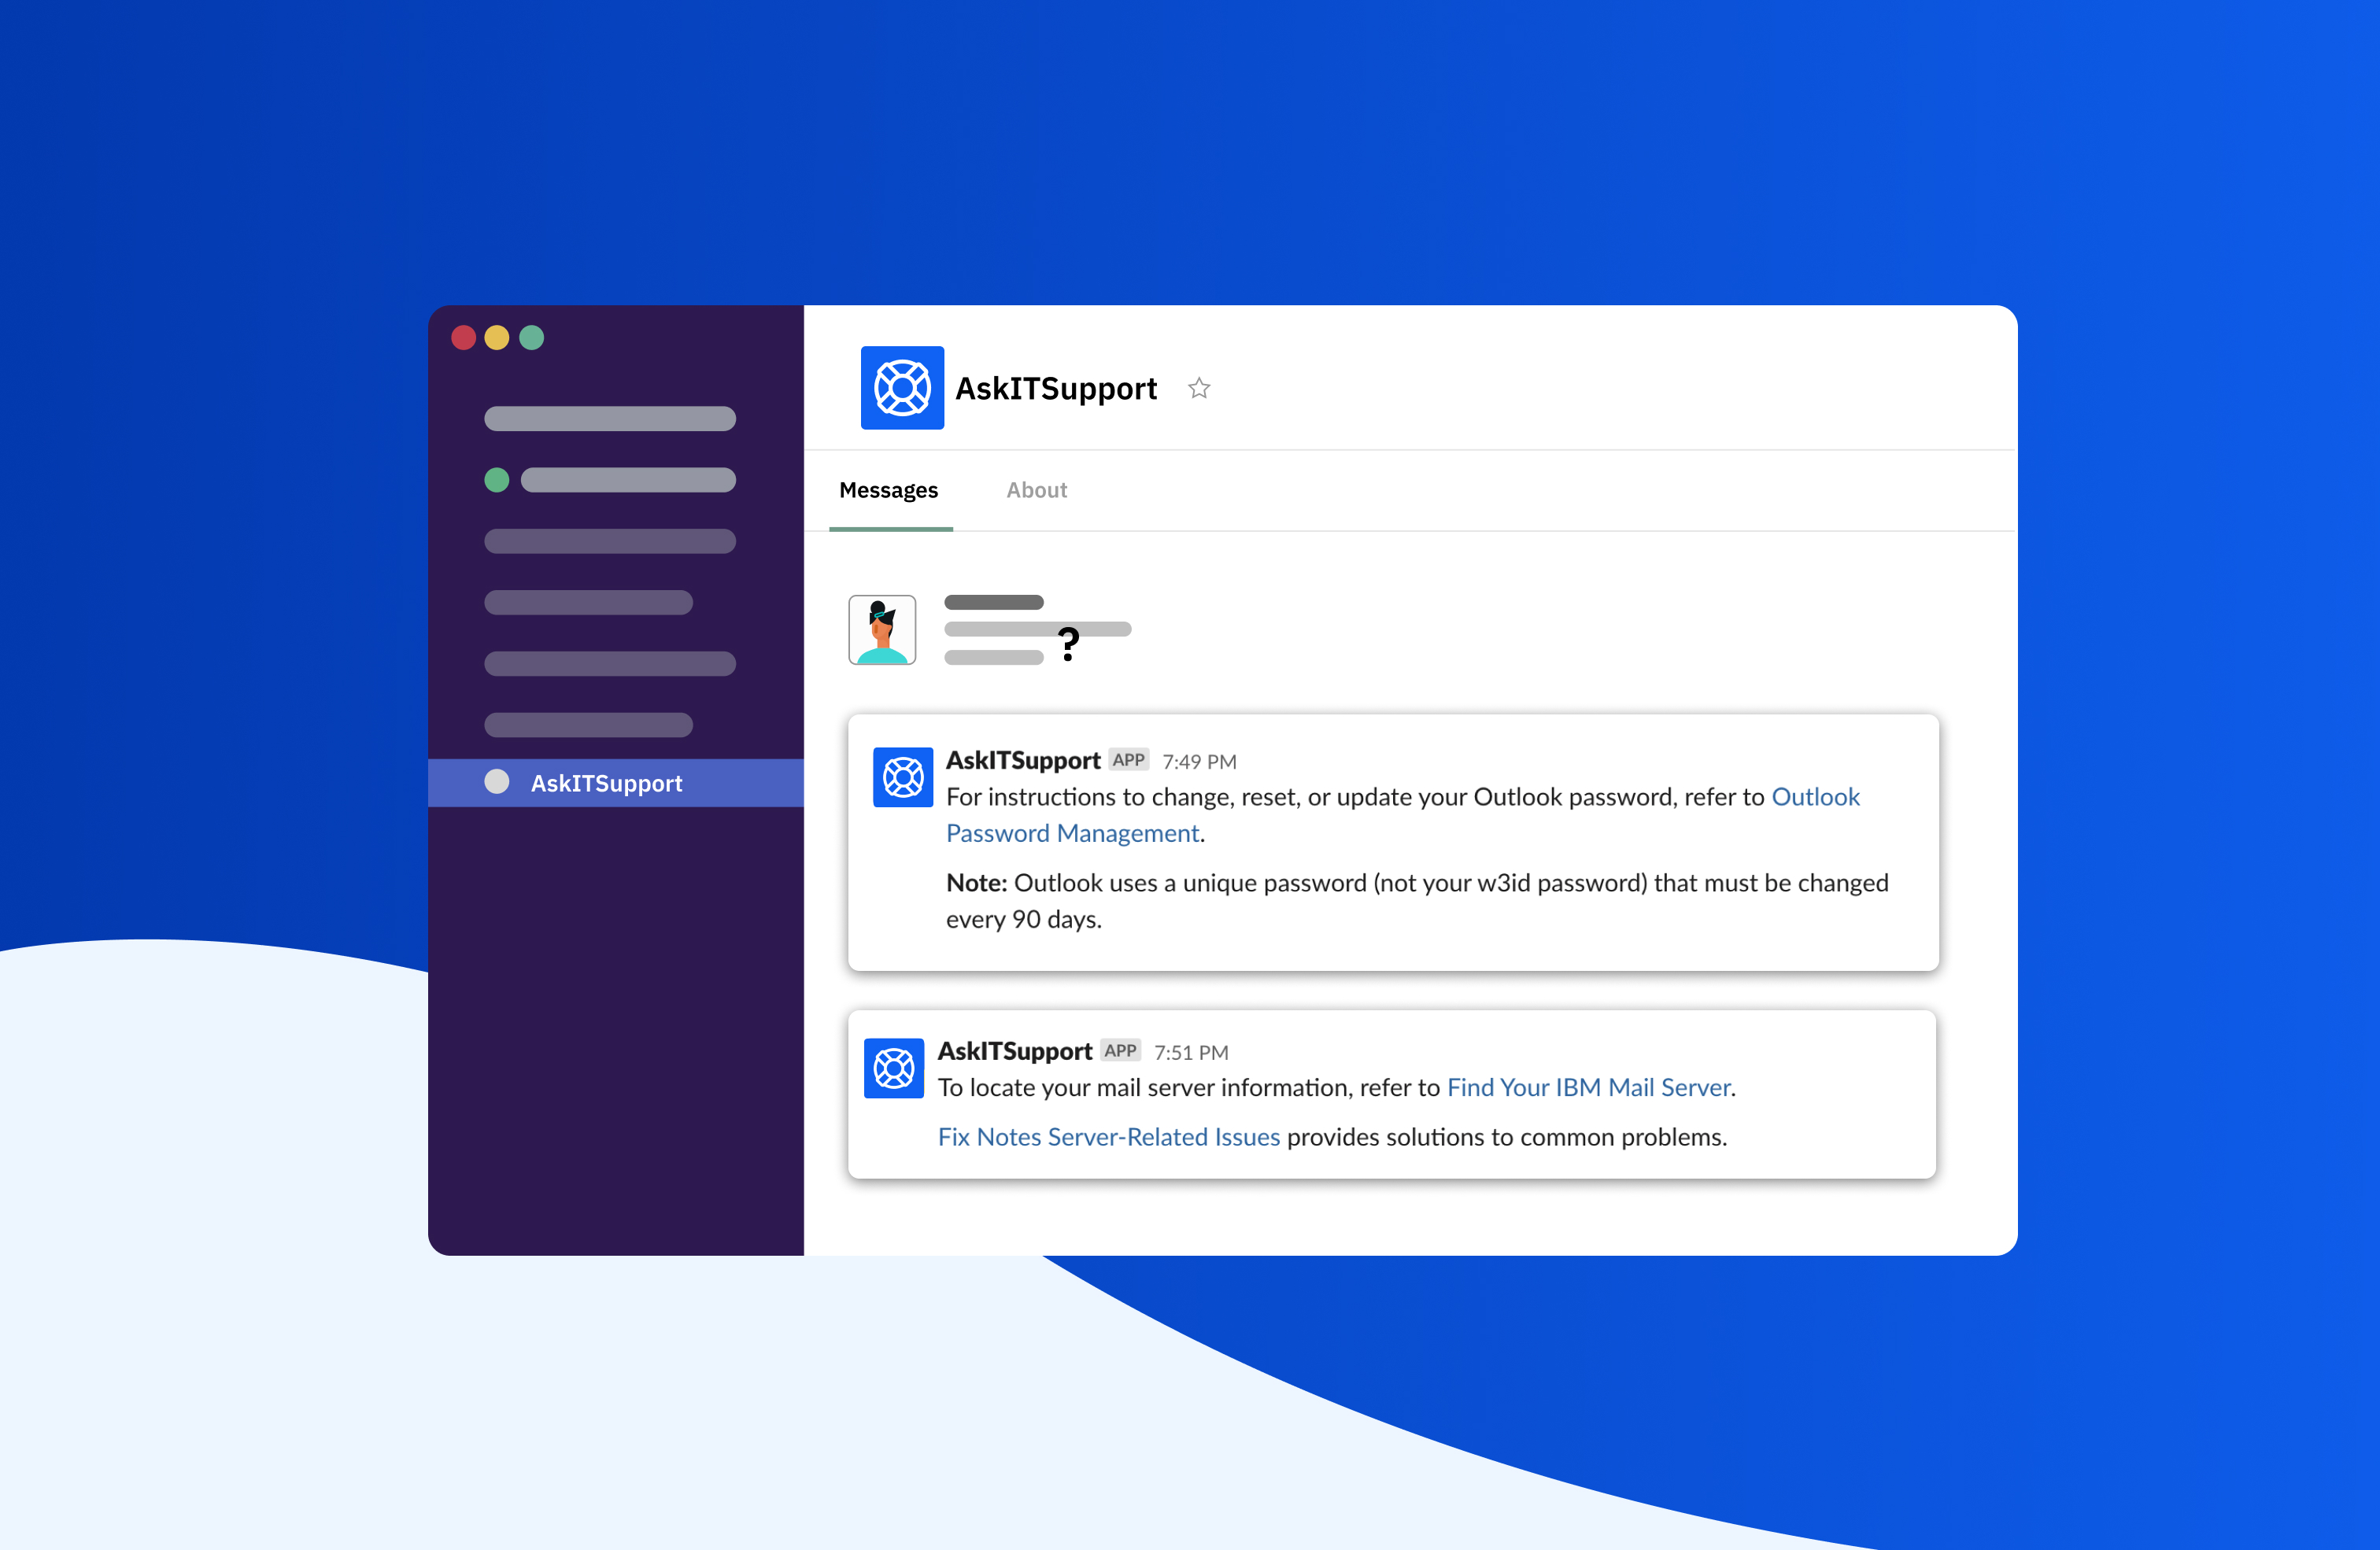 AskITSupport
Messages
About
?
AskITSupport
AskITSupport APP 7:49 PM
For instructions to change, reset, or update your Outlook password, refer to Outlook
Password Management.
Note: Outlook uses a unique password (not your w3id password) that must be changed
every 90 days.
AskITSupport APP 7:51 PM
To locate your mail server information, refer to Find Your IBM Mail Server.
Fix Notes Server-Related Issues provides solutions to common problems.